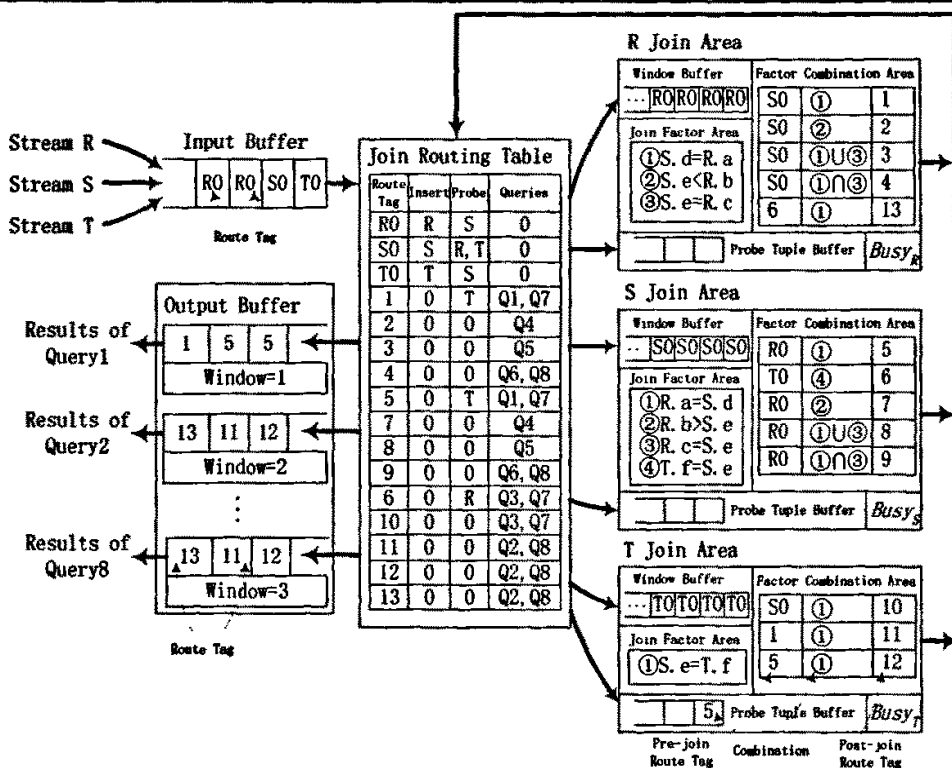 Stream R
Stream S
Stream T
Input Buffer
R0 R0 S0 T0
Route Tag
Join Routing Table
Route Tag Insert Probe Queries
R0 R S 0
S0 S R, T 0
T0 T S 0
1 0 T Q1, Q7
2 0 0 Q4
3 0 0 Q5
4 0 0 Q6, Q8
5 0 T Q1, Q7
7 0 0 Q4
8 0 0 Q5
9 0 0 Q6, Q8
6 0 R Q3, Q7
10 0 0 Q3, Q7
11 0 0 Q2, Q8
12 0 0 Q2, Q8
13 0 0 Q2, Q8
Output Buffer
Results of
Query1
1 5 5
Window=1
Results of
Query2
13 11 12
Window=2
⋮
Results of
Query8
13 11 12
Window=3
Route Tag
R Join Area
Window Buffer
... R0 R0 R0 R0
Join Factor Area
①S. d=R. a
②S. e<R. b
③S. e=R. c
Factor Combination Area
S0 ① 1
S0 ② 2
S0 ①U③ 3
S0 ①∩③ 4
6 ① 13
Probe Tuple Buffer
Busy_R
S Join Area
Window Buffer
.. S0 S0 S0 S0
Join Factor Area
①R. a=S. d
②R. b>S. e
③R. c=S. e
④T. f=S. e
Factor Combination Area
R0 ① 5
T0 ④ 6
R0 ② 7
R0 ①U③ 8
R0 ①∩③ 9
Probe Tuple Buffer
Busy_S
T Join Area
Window Buffer
... T0 T0 T0 T0
Join Factor Area
①S. e=T. f
Factor Combination Area
S0 ① 10
1 ① 11
5 ① 12
5 Probe Tuple Buffer
Busy_T
Pre-join
Route Tag
Combination
Post-join
Route Tag